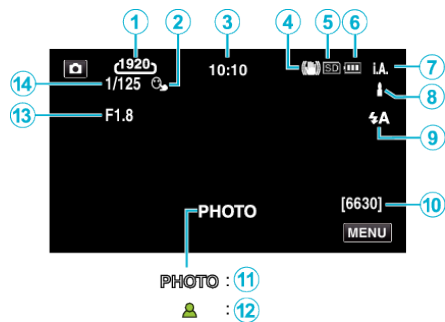 ① ② ③ ④ ⑤ ⑥ ⑦
1920 10:10 SD i.A.
⑭ 1/125 ⑧
⑬ F1.8 A ⑨
PHOTO [6630] ⑩
MENU
PHOTO : ⑪
: ⑫